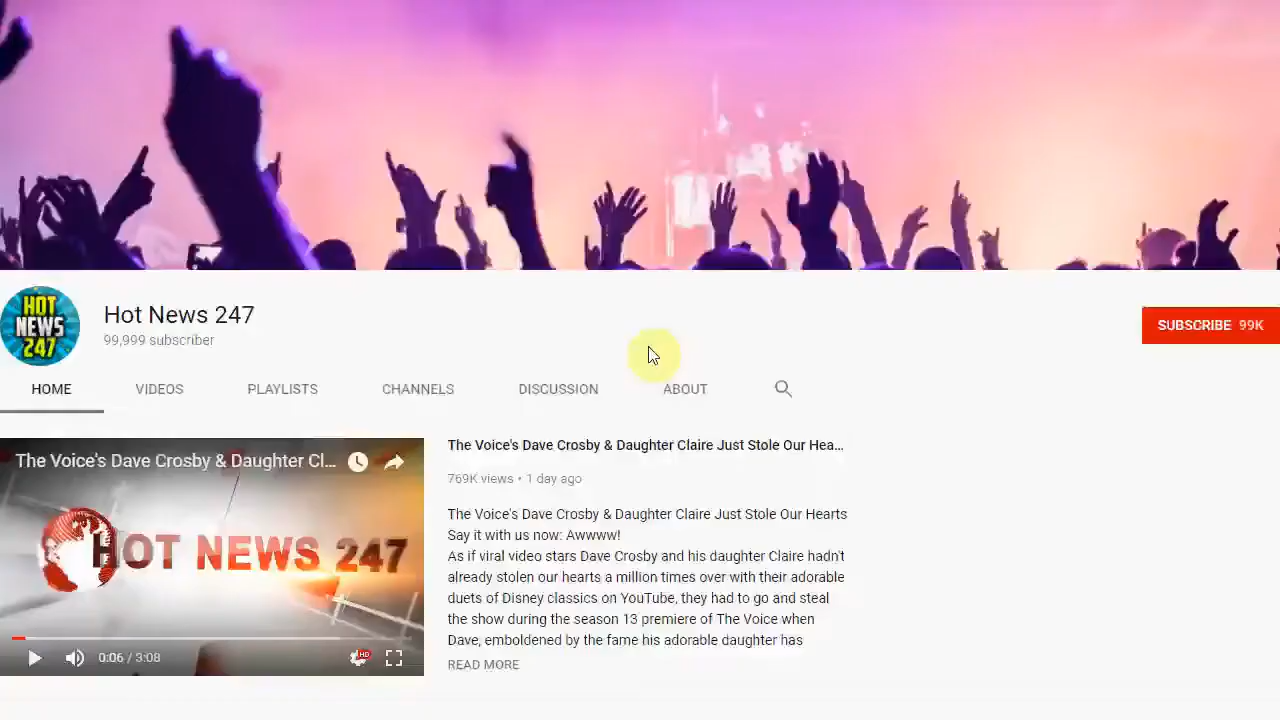 HOT
NEWS
247
Hot News 247
99,999 subscriber
SUBSCRIBE 99K
HOME VIDEOS PLAYLISTS CHANNELS DISCUSSION ABOUT
The Voice's Dave Crosby & Daughter Cl...
HOT NEWS 247
0:06 / 3:08
HD
The Voice's Dave Crosby & Daughter Claire Just Stole Our Hea...
769K views • 1 day ago
The Voice's Dave Crosby & Daughter Claire Just Stole Our Hearts
Say it with us now: Awwww!
As if viral video stars Dave Crosby and his daughter Claire hadn't
already stolen our hearts a million times over with their adorable
duets of Disney classics on YouTube, they had to go and steal
the show during the season 13 premiere of The Voice when
Dave, emboldened by the fame his adorable daughter has
READ MORE